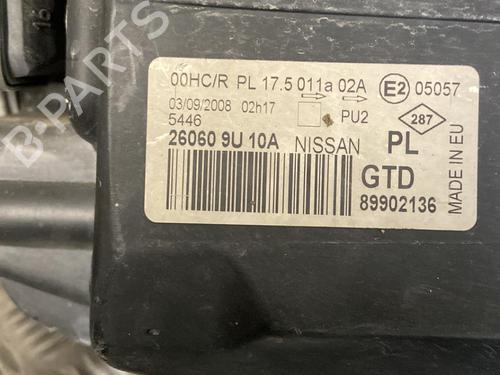 16
B-PARTS
00HC/R PL 17.5 011a 02A E2 05057
03/09/2008 02h17 PU2 287
5446
26060 9U 10A NISSAN PL
GTD
89902136
MADE IN EU